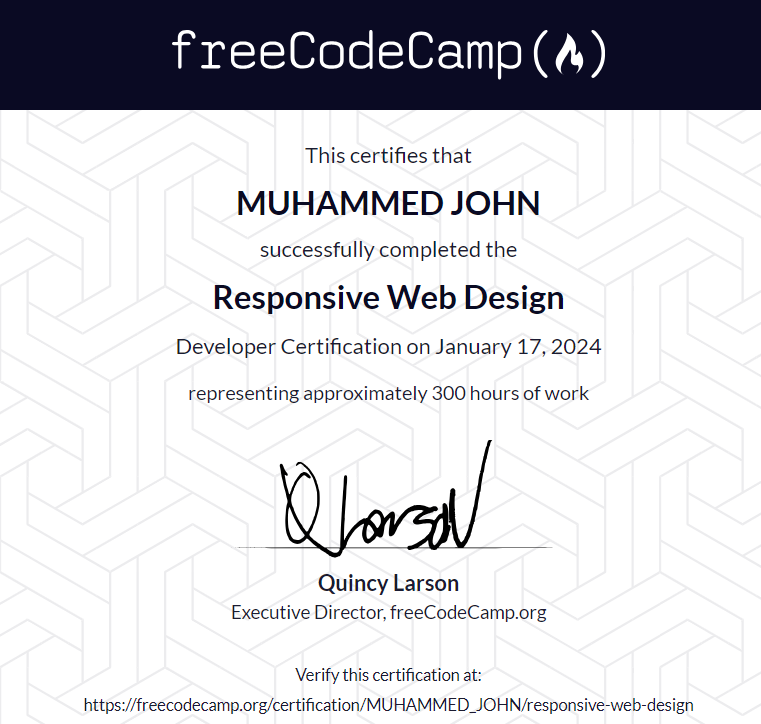 freeCodeCamp
This certifies that
MUHAMMED JOHN
successfully completed the
Responsive Web Design
Developer Certification on January 17, 2024
representing approximately 300 hours of work
Q Larson
Quincy Larson
Executive Director, freeCodeCamp.org
Verify this certification at:
https://freecodecamp.org/certification/MUHAMMED_JOHN/responsive-web-design